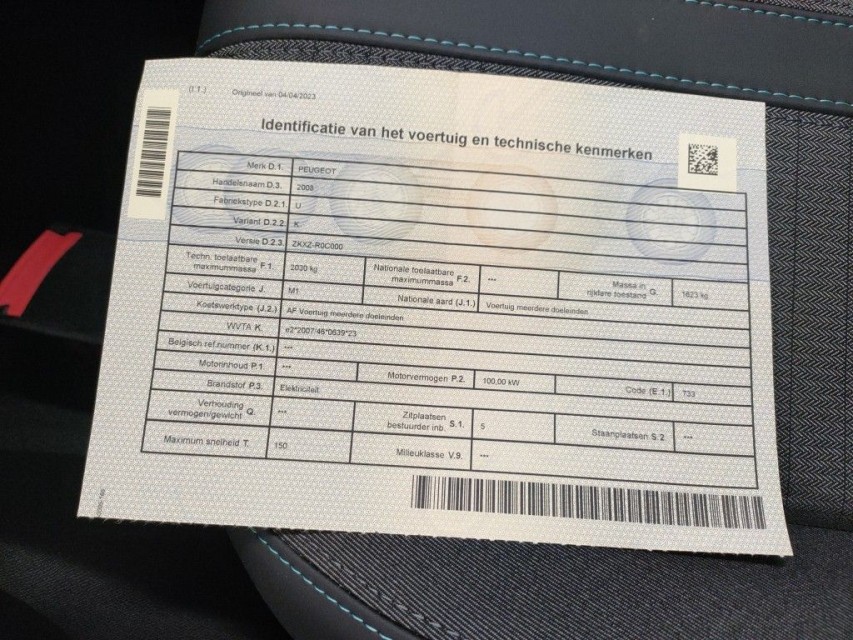 (I.T.) Origineel van 04/04/2023
Identificatie van het voertuig en technische kenmerken
Merk D.1. PEUGEOT
Handelsnaam D.3. 2008
Fabriekstype D.2.1. U
Variant D.2.2. K
Versie D.2.3. ZKXZ-R0C000
Techn. toelaatbare maximummassa F.1. 2030 kg Nationale toelaatbare maximummassa F.2. --- Massa in rijklare toestand G. 1623 kg
Voertuigcategorie J. M1 Nationale aard (J.1.) Voertuig meerdere doeleinden
Koetswerktype (J.2.) AF Voertuig meerdere doeleinden
WVTA K. e2*2007/46*0639*23
Belgisch ref.nummer (K.1.) ---
Motorinhoud P.1. --- Motorvermogen P.2. 100,00 kW Code (E.1.) T33
Brandstof P.3. Elektriciteit
Verhouding vermogen/gewicht Q. --- Zitplaatsen bestuurder inb. S.1. 5 Staanplaatsen S.2. ---
Maximum snelheid T. 150 Milieuklasse V.9. ---